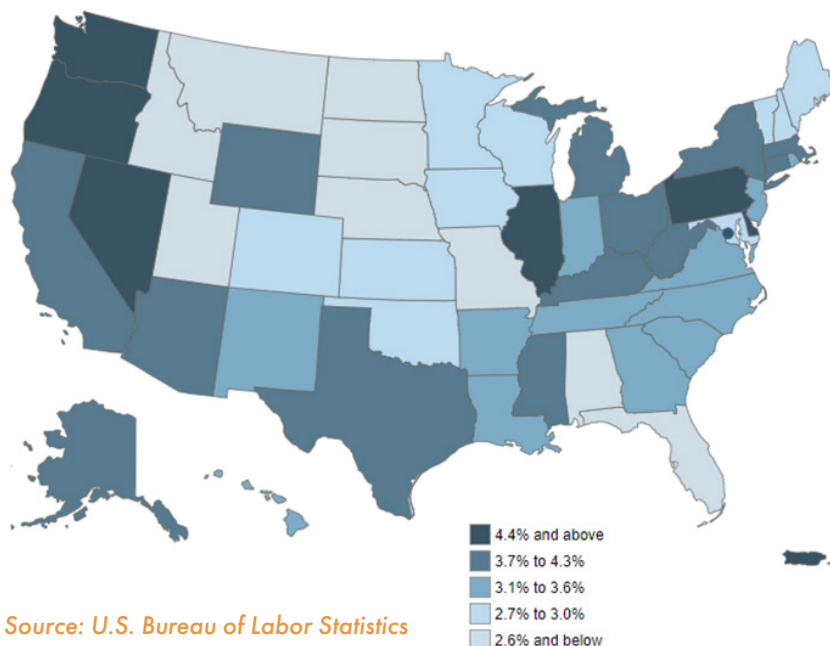 4.4% and above
3.7% to 4.3%
3.1% to 3.6%
2.7% to 3.0%
2.6% and below
Source: U.S. Bureau of Labor Statistics